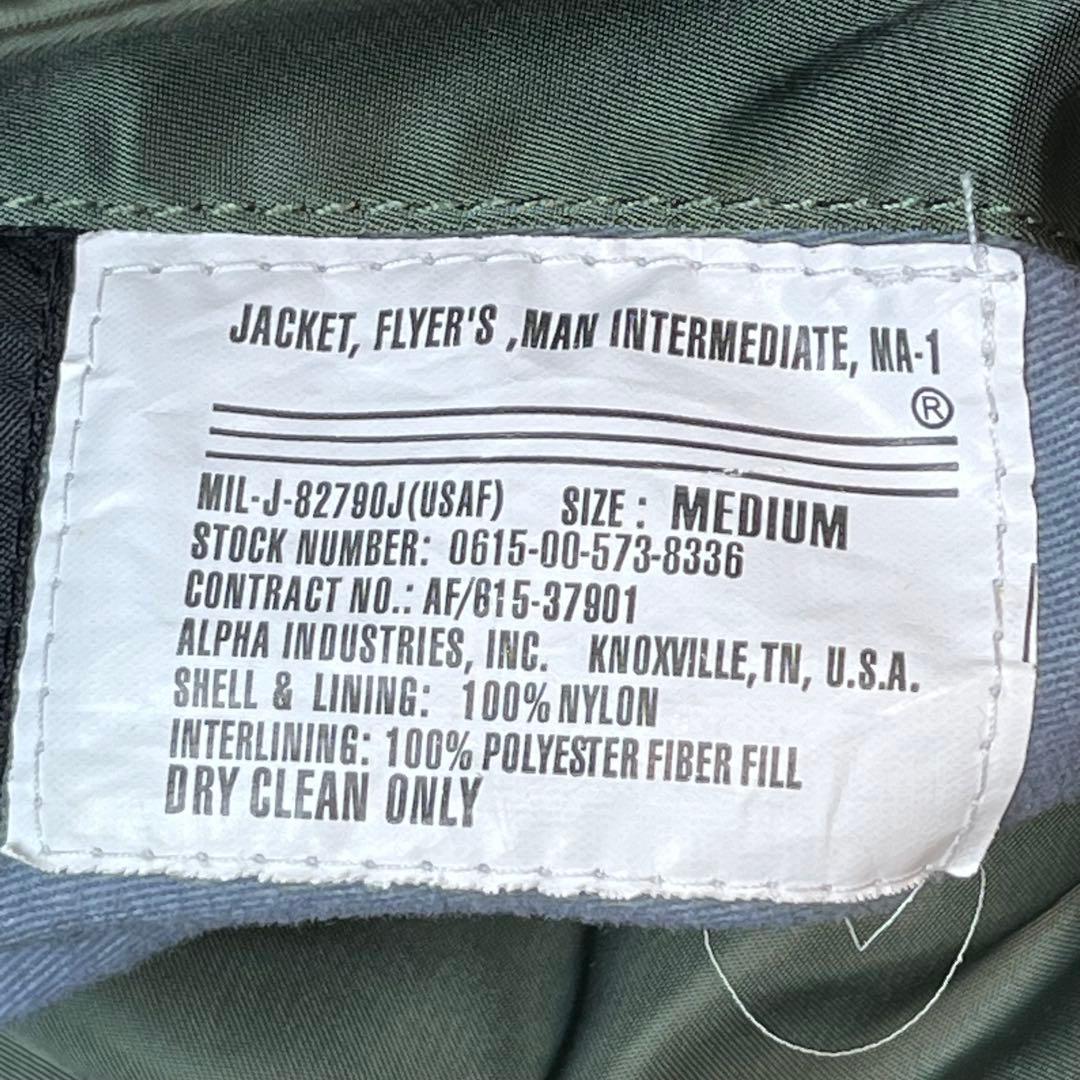 JACKET, FLYER'S ,MAN INTERMEDIATE, MA-1
®
MIL-J-82790J(USAF) SIZE : MEDIUM
STOCK NUMBER: 0615-00-573-8336
CONTRACT NO.: AF/615-37901
ALPHA INDUSTRIES, INC. KNOXVILLE,TN, U.S.A.
SHELL & LINING: 100% NYLON
INTERLINING: 100% POLYESTER FIBER FILL
DRY CLEAN ONLY